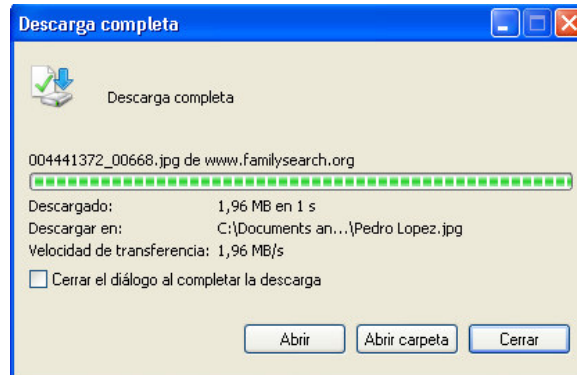 Descarga completa
Descarga completa
004441372_00668.jpg de www.familysearch.org
Descargado: 1,96 MB en 1 s
Descargar en: C:\Documents an...\Pedro Lopez.jpg
Velocidad de transferencia: 1,96 MB/s
Cerrar el diálogo al completar la descarga
Abrir Abrir carpeta Cerrar